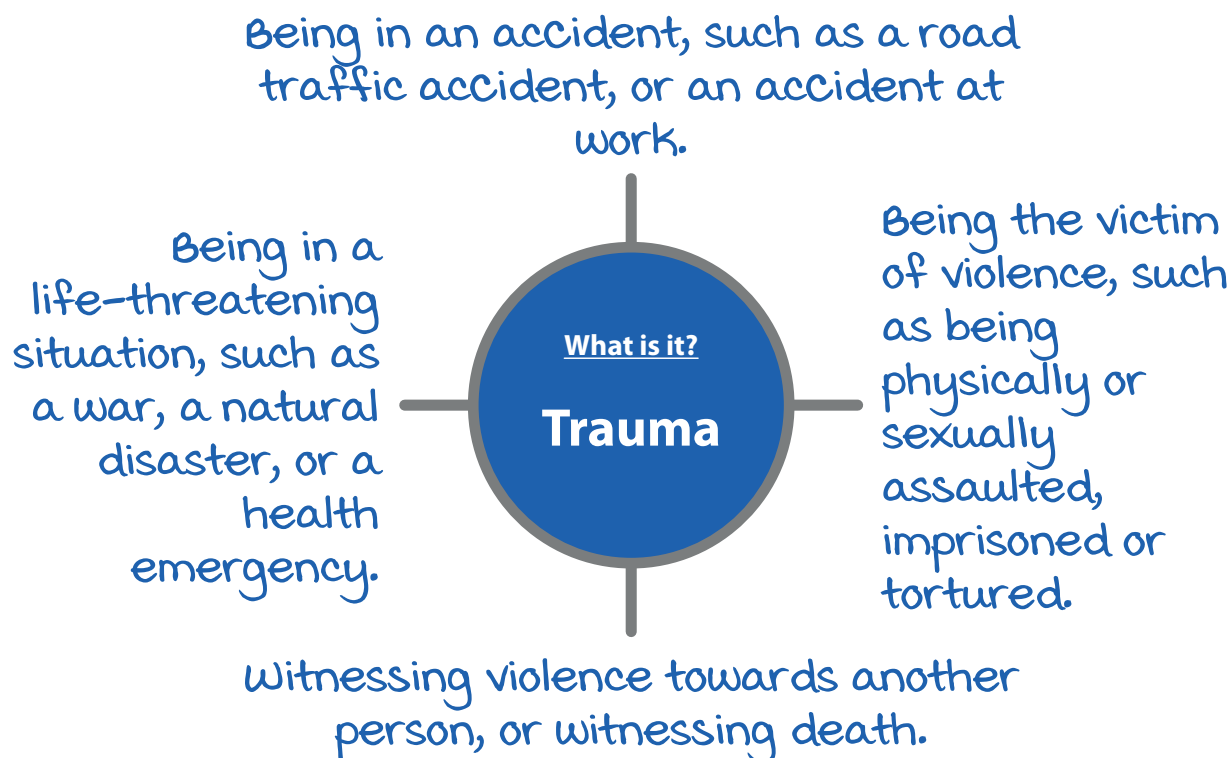 Being in an accident, such as a road
traffic accident, or an accident at
work.
Being in a
life-threatening
situation, such as
a war, a natural
disaster, or a
health
emergency.
What is it?
Trauma
Being the victim
of violence, such
as being
physically or
sexually
assaulted,
imprisoned or
tortured.
Witnessing violence towards another
person, or witnessing death.